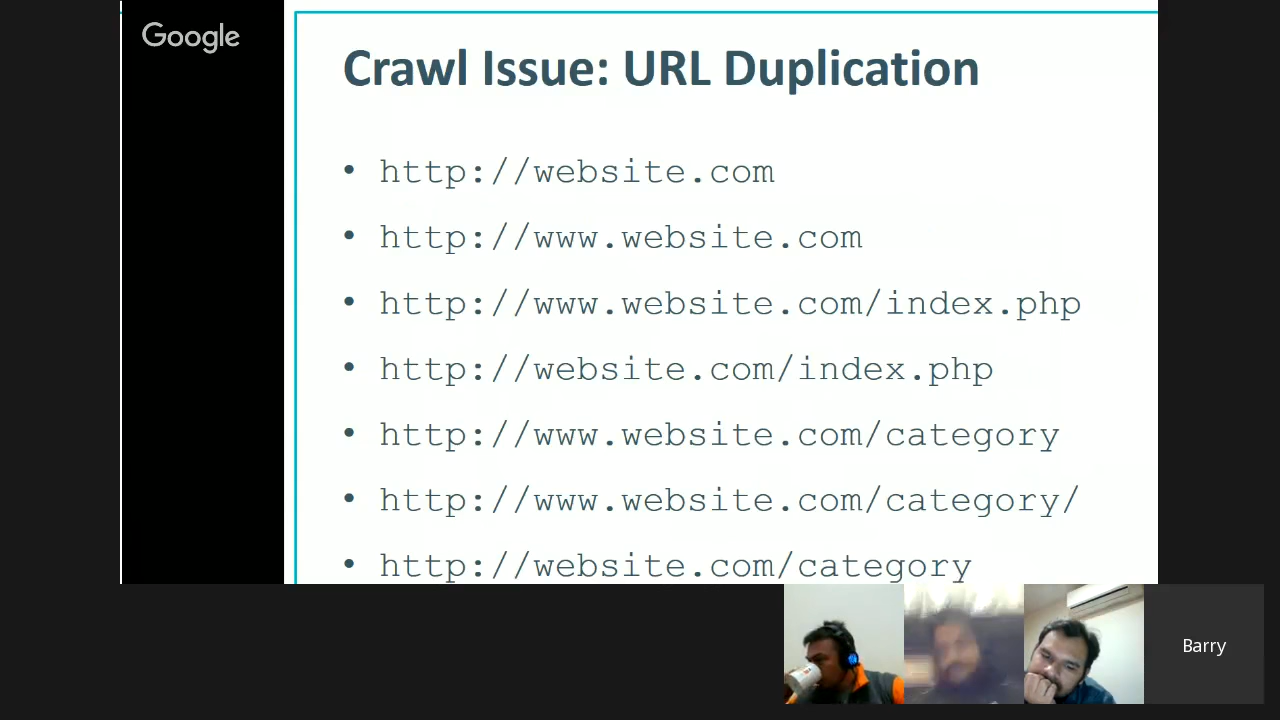 Google
Crawl Issue: URL Duplication
• http://website.com
• http://www.website.com
• http://www.website.com/index.php
• http://website.com/index.php
• http://www.website.com/category
• http://www.website.com/category/
• http://website.com/category
Barry